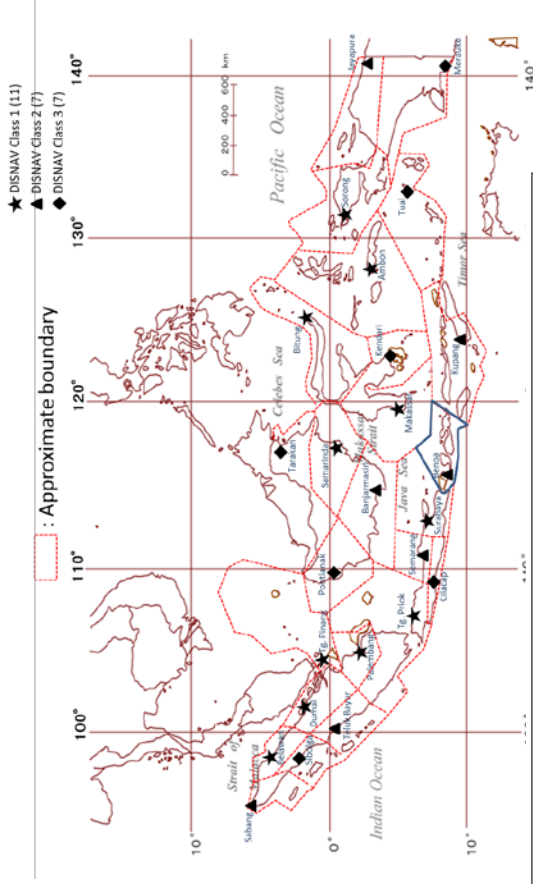 ★ DISNAV Class 1 (11)
▲ DISNAV Class 2 (7)
◆ DISNAV Class 3 (7)
: Approximate boundary
100°
110°
120°
130°
140°
0 200 400 600 km
Pacific Ocean
Celebes Sea
Strait of
Malatya
Makassar
Strait
Java Sea
Timor Sea
Indian Ocean
10°
0°
10°
Sabang
Belawan
Sibolga
Dumai
Teluk Bayur
Tg. Pinang
Palembang
Tg. Priok
Pontianak
Cilacap
Semarang
Surabaya
Benoa
Banjarmasin
Samarinda
Tarakan
Makassar
Kendari
Bitung
Kupang
Ambon
Sorong
Tual
Jayapura
Merauke
140°